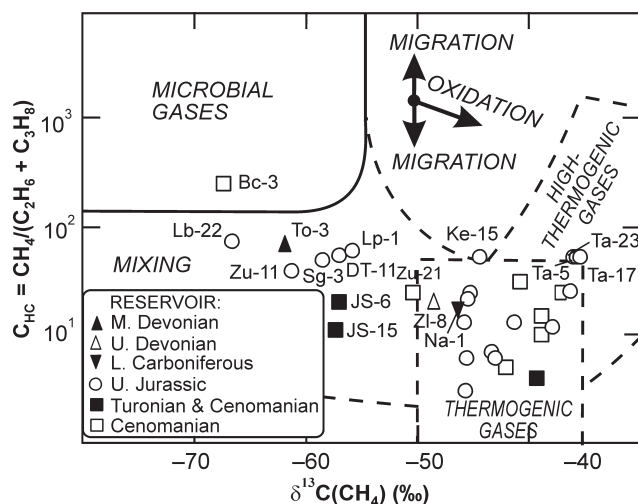 MICROBIAL
GASES
MIGRATION
OXIDATION
MIGRATION
HIGH-
THERMOGENIC
GASES
10³
10²
10¹
Bc-3
Lb-22
To-3
Lp-1
Ke-15
Ta-23
MIXING
Zu-11
Sg-3
DT-11
Zu-21
Ta-5
Ta-17
JS-6
JS-15
Zl-8
Na-1
THERMOGENIC
GASES
RESERVOIR:
M. Devonian
U. Devonian
L. Carboniferous
U. Jurassic
Turonian & Cenomanian
Cenomanian
C_HC = CH₄/(C₂H₆ + C₃H₈)
–70
–60
–50
–40
δ¹³C(CH₄) (‰)